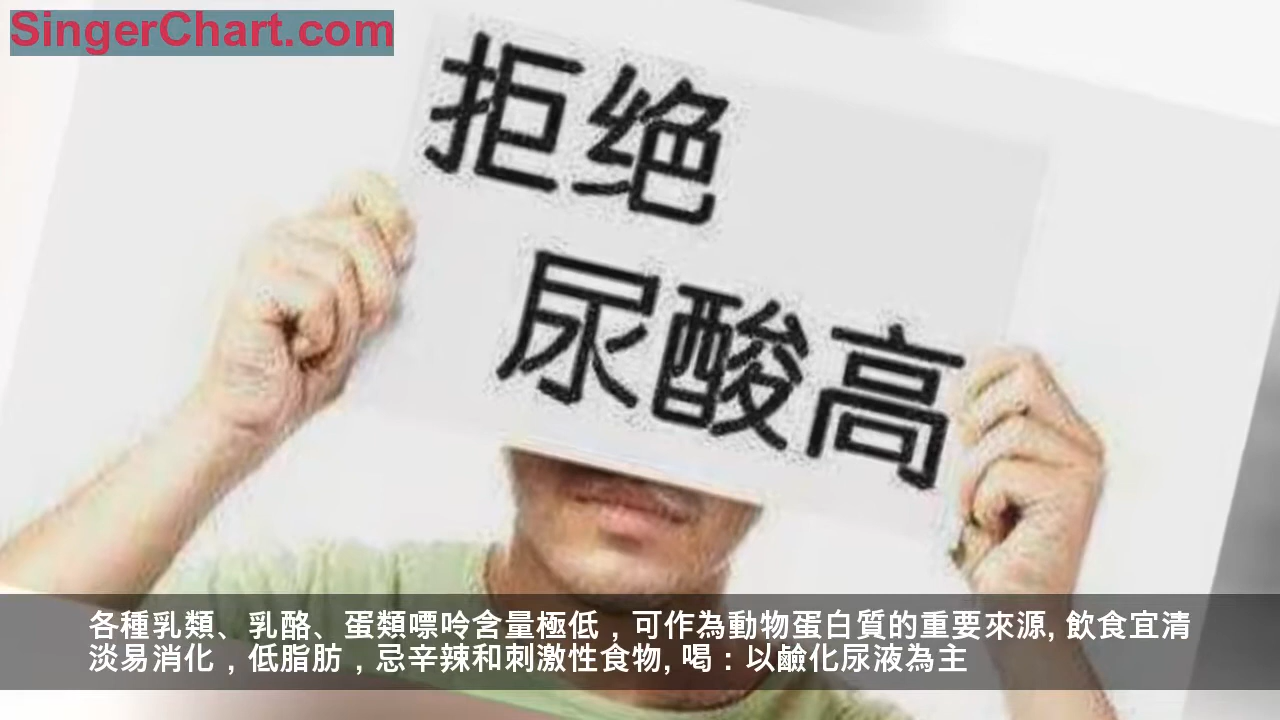 SingerChart.com
拒绝
尿酸高
各種乳類、乳酪、蛋類嘌呤含量極低，可作為動物蛋白質的重要來源, 飲食宜清
淡易消化，低脂肪，忌辛辣和刺激性食物, 喝：以鹼化尿液為主